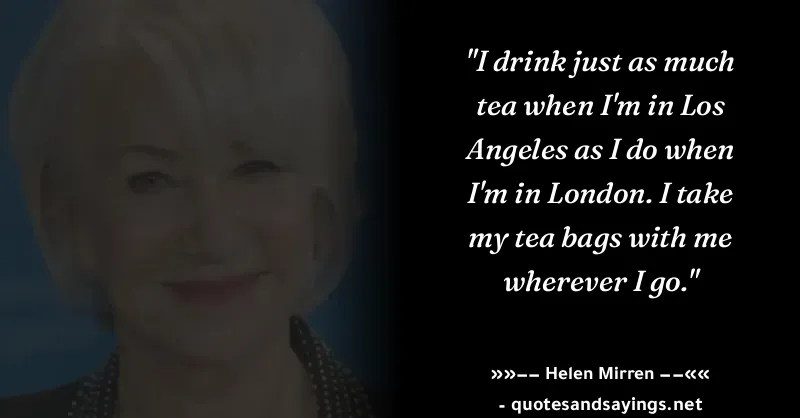 "I drink just as much
tea when I'm in Los
Angeles as I do when
I'm in London. I take
my tea bags with me
wherever I go."
»»—— Helen Mirren ——««
- quotesandsayings.net